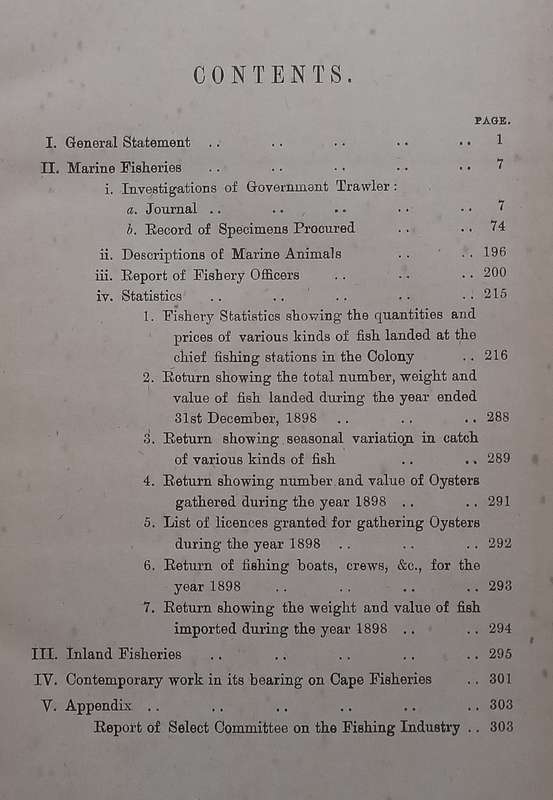 CONTENTS.
PAGE.
I. General Statement .. .. .. .. .. 1
II. Marine Fisheries .. .. .. .. .. 7
i. Investigations of Government Trawler:
a. Journal .. .. .. .. .. 7
b. Record of Specimens Procured .. .. 74
ii. Descriptions of Marine Animals .. .. 196
iii. Report of Fishery Officers .. .. .. 200
iv. Statistics .. .. .. .. .. 215
1. Fishery Statistics showing the quantities and
prices of various kinds of fish landed at the
chief fishing stations in the Colony .. 216
2. Return showing the total number, weight and
value of fish landed during the year ended
31st December, 1898 .. .. .. 288
3. Return showing seasonal variation in catch
of various kinds of fish .. .. 289
4. Return showing number and value of Oysters
gathered during the year 1898 .. .. 291
5. List of licences granted for gathering Oysters
during the year 1898 .. .. .. 292
6. Return of fishing boats, crews, &c., for the
year 1898 .. .. .. .. 293
7. Return showing the weight and value of fish
imported during the year 1898 .. .. 294
III. Inland Fisheries .. .. .. .. .. 295
IV. Contemporary work in its bearing on Cape Fisheries .. 301
V. Appendix .. .. .. .. .. .. 303
Report of Select Committee on the Fishing Industry .. 303